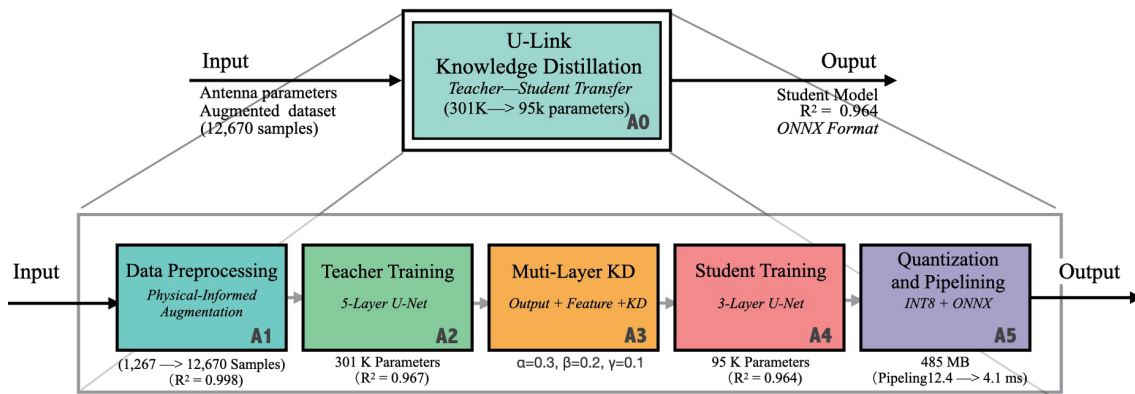 U-Link
Knowledge Distillation
Teacher—Student Transfer
(301K—> 95k parameters)
A0
Input
Antenna parameters
Augmented dataset
(12,670 samples)
Ouput
Student Model
R² = 0.964
ONNX Format
Input
Data Preprocessing
Physical-Informed
Augmentation
A1
(1,267 —> 12,670 Samples)
(R² = 0.998)
Teacher Training
5-Layer U-Net
A2
301 K Parameters
(R² = 0.967)
Muti-Layer KD
Output + Feature +KD
A3
α=0.3, β=0.2, γ=0.1
Student Training
3-Layer U-Net
A4
95 K Parameters
(R² = 0.964)
Quantization
and Pipelining
INT8 + ONNX
A5
485 MB
(Pipeling12.4 —> 4.1 ms)
Output